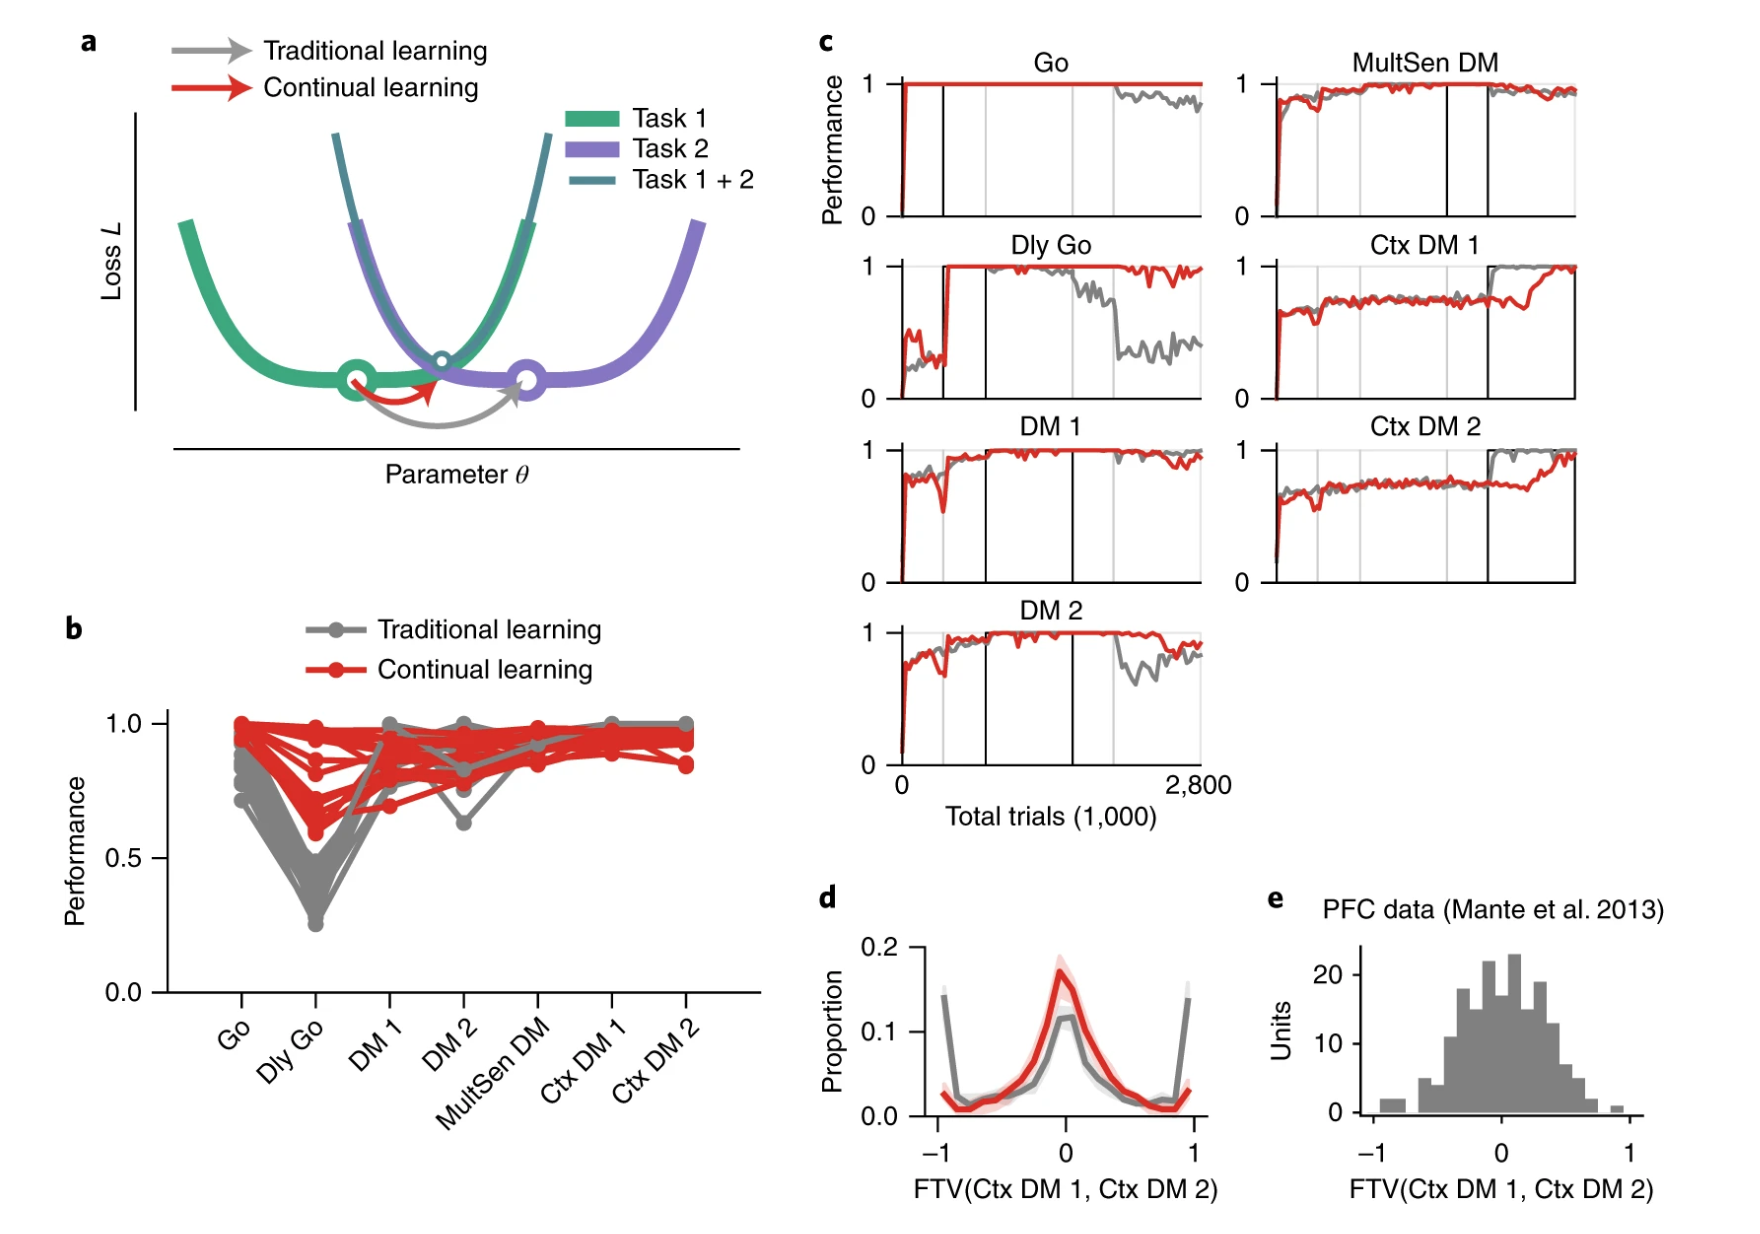 a
Traditional learning
Continual learning
Task 1
Task 2
Task 1 + 2
Loss L
Parameter θ
b
Traditional learning
Continual learning
1.0
0.5
0.0
Performance
Go
Dly Go
DM 1
DM 2
MultSen DM
Ctx DM 1
Ctx DM 2
c
Performance
Go
1
0
MultSen DM
1
0
Dly Go
1
0
Ctx DM 1
1
0
DM 1
1
0
Ctx DM 2
1
0
DM 2
1
0
0
2,800
Total trials (1,000)
d
0.2
0.1
0.0
Proportion
–1
0
1
FTV(Ctx DM 1, Ctx DM 2)
e
PFC data (Mante et al. 2013)
20
10
0
Units
–1
0
1
FTV(Ctx DM 1, Ctx DM 2)